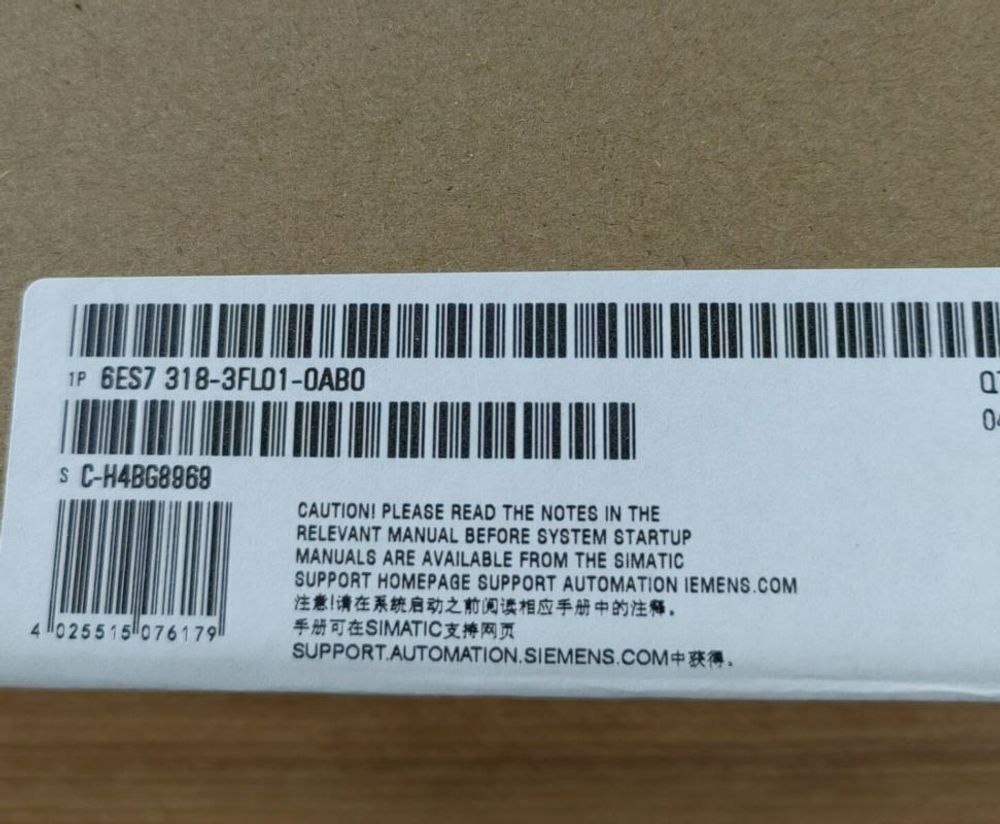 1P 6ES7 318-3FL01-0AB0
QT
04
S C-H4BG8969
4 025515 076179
CAUTION! PLEASE READ THE NOTES IN THE
RELEVANT MANUAL BEFORE SYSTEM STARTUP
MANUALS ARE AVAILABLE FROM THE SIMATIC
SUPPORT HOMEPAGE SUPPORT AUTOMATION IEMENS.COM
注意!请在系统启动之前阅读相应手册中的注释。
手册可在SIMATIC支持网页
SUPPORT.AUTOMATION.SIEMENS.COM中获得。